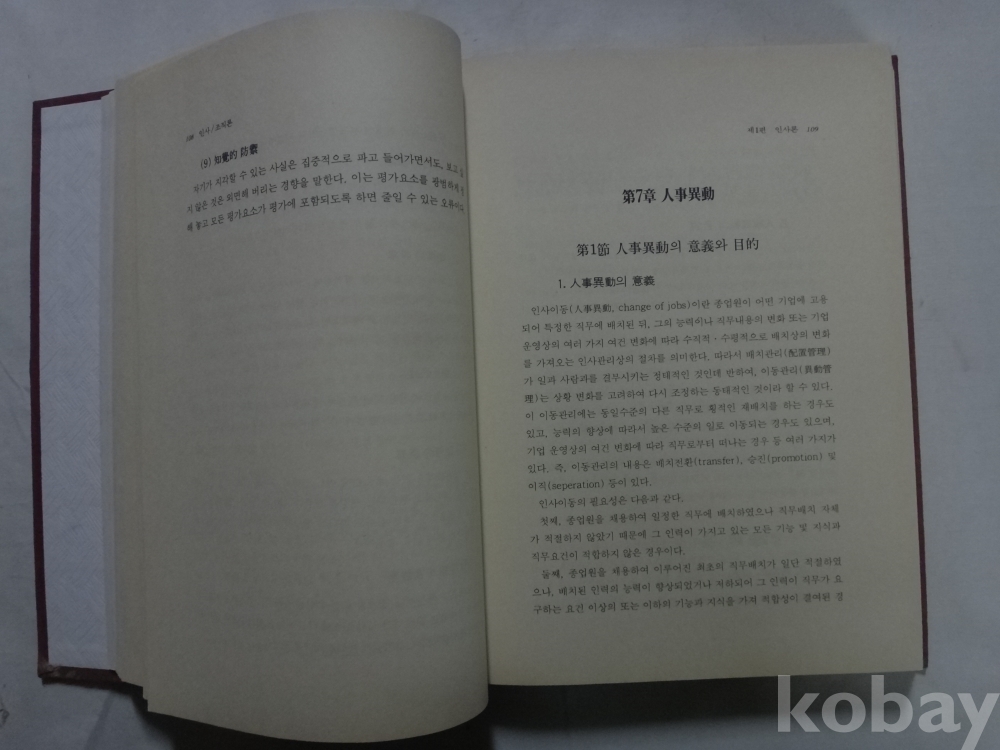 108 인사/조직론
(9) 知覺的 防禦
자기가 지각할 수 있는 사실은 집중적으로 파고 들어가면서도, 보고 싶
지 않은 것은 외면해 버리는 경향을 말한다. 이는 평가요소를 광범하게
해 놓고 모든 평가요소가 평가에 포함되도록 하면 줄일 수 있는 오류이다
제1편 인사론 109
第7章 人事異動
第1節 人事異動의 意義와 目的
1. 人事異動의 意義
인사이동(人事異動, change of jobs)이란 종업원이 어떤 기업에 고용
되어 특정한 직무에 배치된 뒤, 그의 능력이나 직무내용의 변화 또는 기업
운영상의 여러 가지 여건 변화에 따라 수직적·수평적으로 배치상의 변화
를 가져오는 인사관리상의 절차를 의미한다. 따라서 배치관리(配置管理)
가 일과 사람과를 결부시키는 정태적인 것인데 반하여, 이동관리(異動管
理)는 상황 변화를 고려하여 다시 조정하는 동태적인 것이라 할 수 있다.
이 이동관리에는 동일수준의 다른 직무로 횡적인 재배치를 하는 경우도
있고, 능력의 향상에 따라서 높은 수준의 일로 이동되는 경우도 있으며,
기업 운영상의 여건 변화에 따라 직무로부터 떠나는 경우 등 여러 가지가
있다. 즉, 이동관리의 내용은 배치전환(transfer), 승진(promotion) 및
이직(seperation) 등이 있다.
인사이동의 필요성은 다음과 같다.
첫째, 종업원을 채용하여 일정한 직무에 배치하였으나 직무배치 자체
가 적절하지 않았기 때문에 그 인력이 가지고 있는 모든 기능 및 지식과
직무요건이 적합하지 않은 경우이다.
둘째, 종업원을 채용하여 이루어진 최초의 직무배치가 일단 적절하였
으나, 배치된 인력의 능력이 향상되었거나 저하되어 그 인력이 직무가 요
구하는 요건 이상의 또는 이하의 기능과 지식을 가져 적합상이 결여된 경
kobay